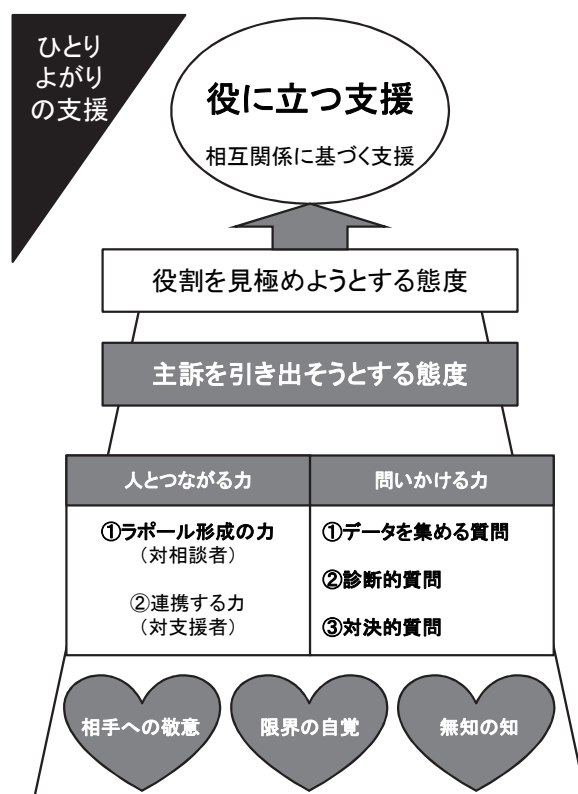 ひとり
よがり
の支援
役に立つ支援
相互関係に基づく支援
役割を見極めようとする態度
主訴を引き出そうとする態度
人とつながる力
①ラポール形成の力
(対相談者)
②連携する力
(対支援者)
問いかける力
①データを集める質問
②診断的質問
③対決的質問
相手への敬意
限界の自覚
無知の知